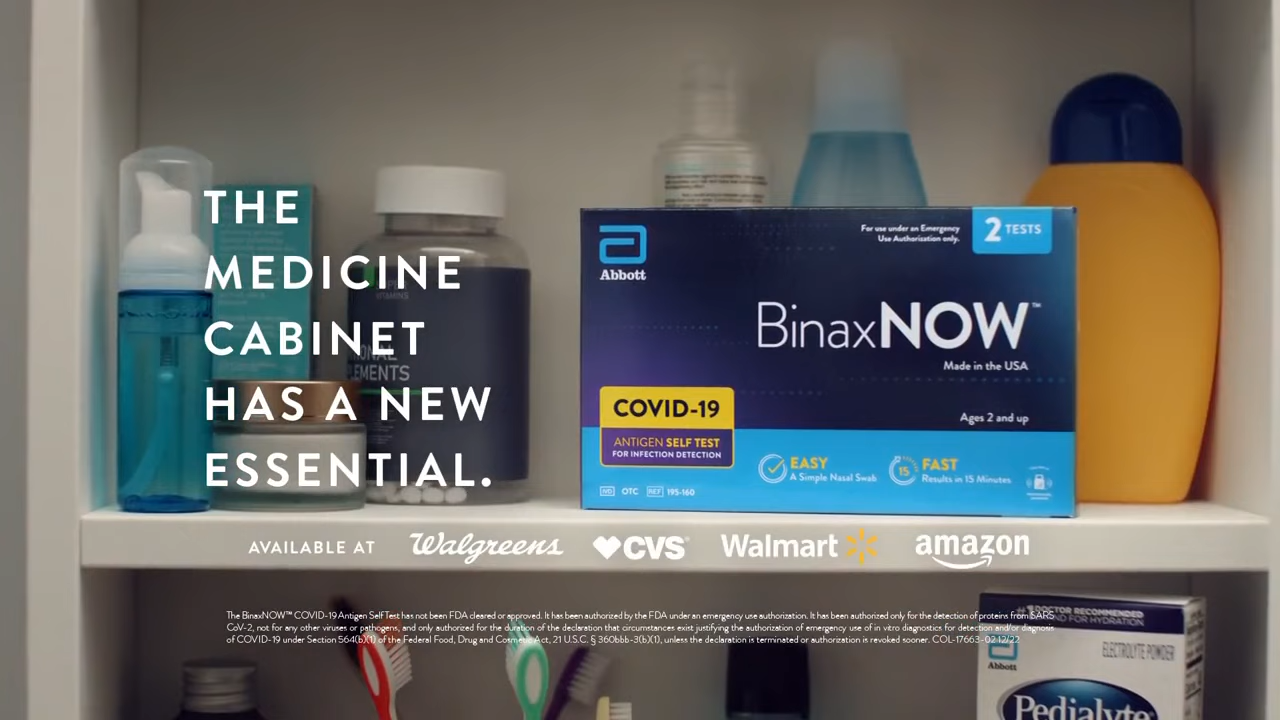 THE
MEDICINE
CABINET
HAS A NEW
ESSENTIAL.
Abbott
For use under an Emergency
Use Authorization only.
2 TESTS
BinaxNOW™
Made in the USA
Ages 2 and up
COVID-19
ANTIGEN SELF TEST
FOR INFECTION DETECTION
EASY
A Simple Nasal Swab
15
FAST
Results in 15 Minutes
IVD OTC REF 195-160
VITAMINS
AVAILABLE AT Walgreens CVS Walmart amazon
The BinaxNOW™ COVID-19 Antigen Self Test has not been FDA cleared or approved. It has been authorized by the FDA under an emergency use authorization. It has been authorized only for the detection of proteins from SARS
CoV-2, not for any other viruses or pathogens, and only authorized for the duration of the declaration that circumstances exist justifying the authorization of emergency use of in vitro diagnostics for detection and/or diagnosis
of COVID-19 under Section 564(b)(1) of the Federal Food, Drug and Cosmetic Act, 21 U.S.C. § 360bbb-3(b)(1), unless the declaration is terminated or authorization is revoked sooner. COL-17663-02 12/22
#1 DOCTOR RECOMMENDED
FOR HYDRATION
Abbott
ELECTROLYTE POWDER
Pedialyte